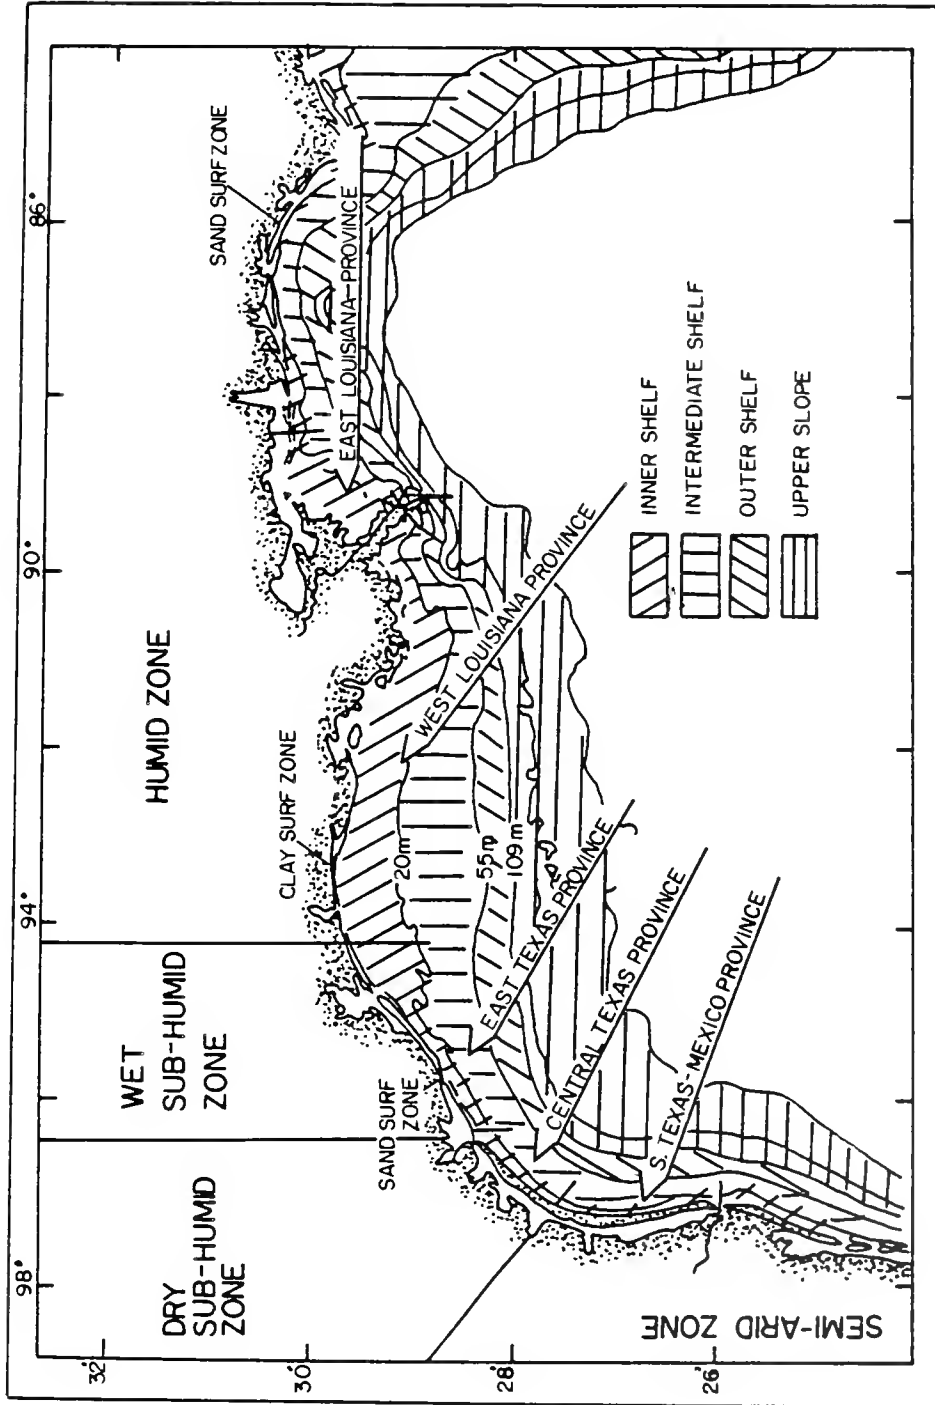 98°
94°
90°
86°
32'
30'
28'
26'
DRY
SUB-HUMID
ZONE
WET
SUB-HUMID
ZONE
HUMID ZONE
SEMI-ARID ZONE
SAND SURF
ZONE
CLAY SURF ZONE
SAND SURF ZONE
20m
55m
109m
EAST LOUISIANA-PROVINCE
WEST LOUISIANA PROVINCE
EAST TEXAS PROVINCE
CENTRAL TEXAS PROVINCE
S. TEXAS-MEXICO PROVINCE
INNER SHELF
INTERMEDIATE SHELF
OUTER SHELF
UPPER SLOPE